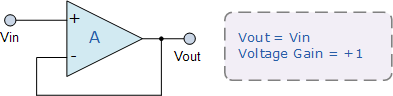 +
A
-
Vin
Vout
Vout = Vin
Voltage Gain = +1